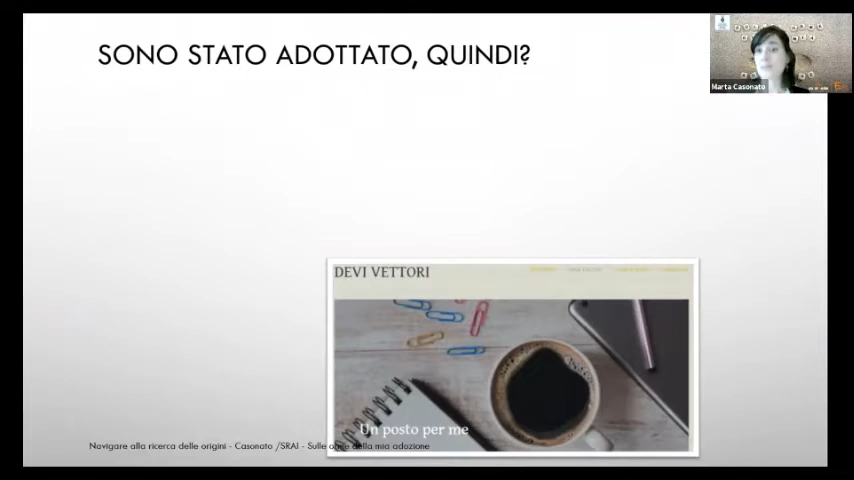 SONO STATO ADOTTATO, QUINDI?
Marta Casonato
DEVI VETTORI
Un posto per me
Navigare alla ricerca delle origini - Casonato /SRAI - Sulle della mia adozione